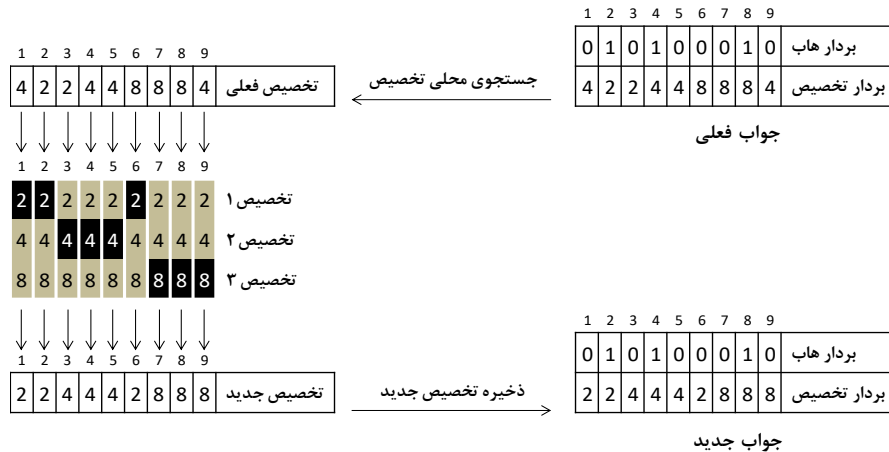 1 2 3 4 5 6 7 8 9
0 1 0 1 0 0 0 1 0 بردار هاب
4 2 2 4 4 8 8 8 4 بردار تخصیص
جواب فعلی
جستجوی محلی تخصیص
1 2 3 4 5 6 7 8 9
4 2 2 4 4 8 8 8 4 تخصیص فعلی
1 2 3 4 5 6 7 8 9
2 2 2 2 2 2 2 2 2 تخصیص ۱
4 4 4 4 4 4 4 4 4 تخصیص ۲
8 8 8 8 8 8 8 8 8 تخصیص ۳
1 2 3 4 5 6 7 8 9
2 2 4 4 4 2 8 8 8 تخصیص جدید
ذخیره تخصیص جدید
1 2 3 4 5 6 7 8 9
0 1 0 1 0 0 0 1 0 بردار هاب
2 2 4 4 4 2 8 8 8 بردار تخصیص
جواب جدید